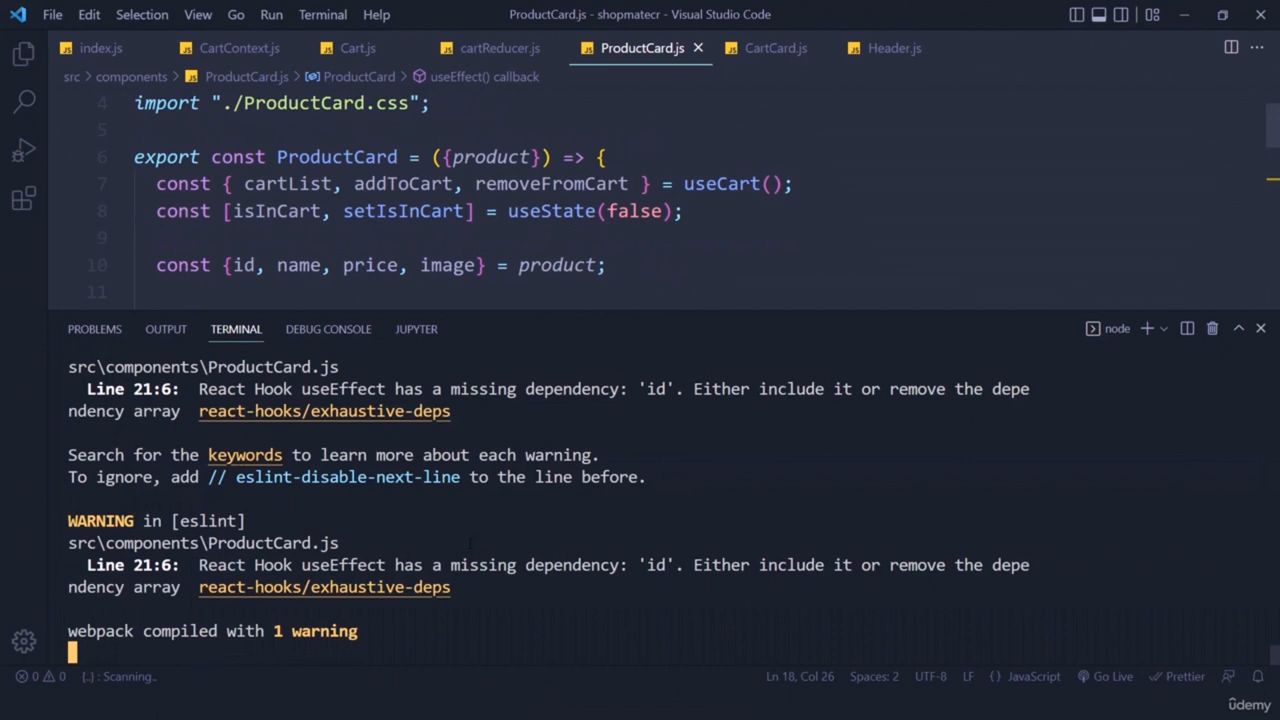 File Edit Selection View Go Run Terminal Help ProductCard.js - shopmatecr - Visual Studio Code
index.js CartContext.js Cart.js cartReducer.js ProductCard.js CartCard.js Header.js
src > components > ProductCard.js > ProductCard > useEffect() callback
4 import "./ProductCard.css";
5
6 export const ProductCard = ({product}) => {
7 const { cartList, addToCart, removeFromCart } = useCart();
8 const [isInCart, setIsInCart] = useState(false);
9
10 const {id, name, price, image} = product;
11
PROBLEMS OUTPUT TERMINAL DEBUG CONSOLE JUPYTER node
src\components\ProductCard.js
Line 21:6: React Hook useEffect has a missing dependency: 'id'. Either include it or remove the depe
ndency array react-hooks/exhaustive-deps
Search for the keywords to learn more about each warning.
To ignore, add // eslint-disable-next-line to the line before.
WARNING in [eslint]
src\components\ProductCard.js
Line 21:6: React Hook useEffect has a missing dependency: 'id'. Either include it or remove the depe
ndency array react-hooks/exhaustive-deps
webpack compiled with 1 warning
0 0 {..} : Scanning.. Ln 18, Col 26 Spaces: 2 UTF-8 LF {} JavaScript Go Live Prettier
ûdemy